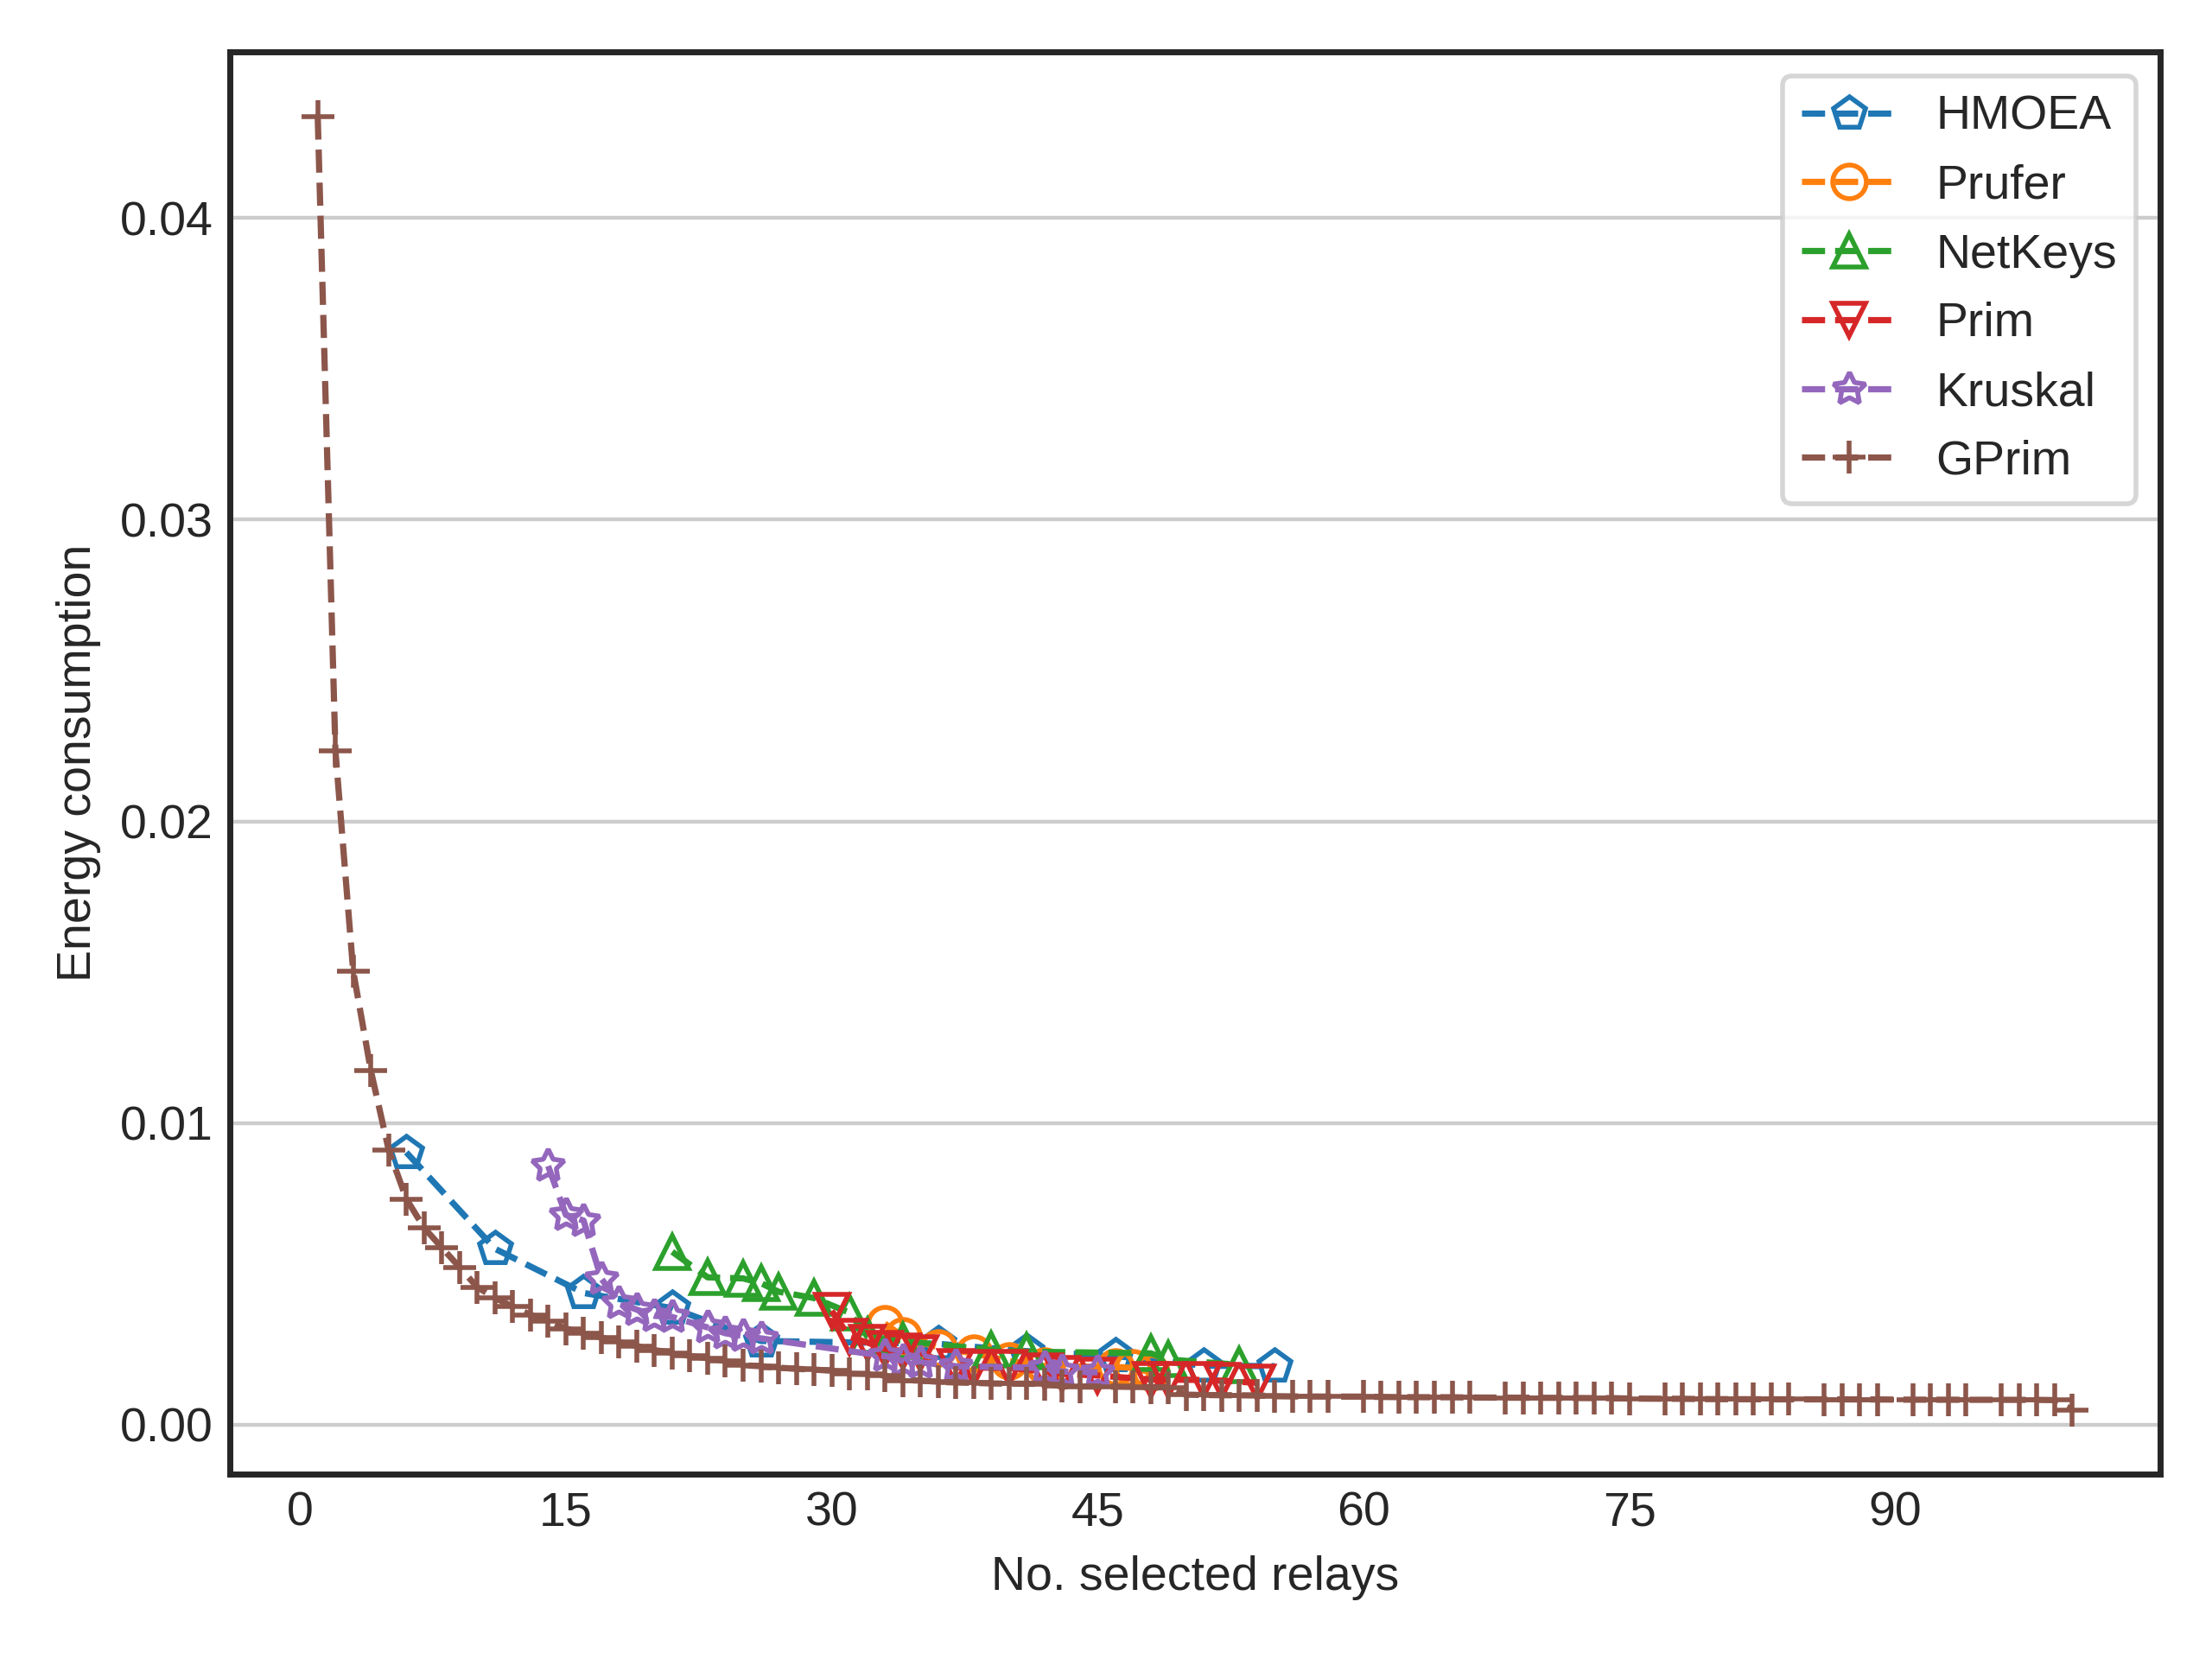 HMOEA
Prufer
NetKeys
Prim
Kruskal
GPrim
0.04
0.03
0.02
0.01
0.00
Energy consumption
0 15 30 45 60 75 90
No. selected relays